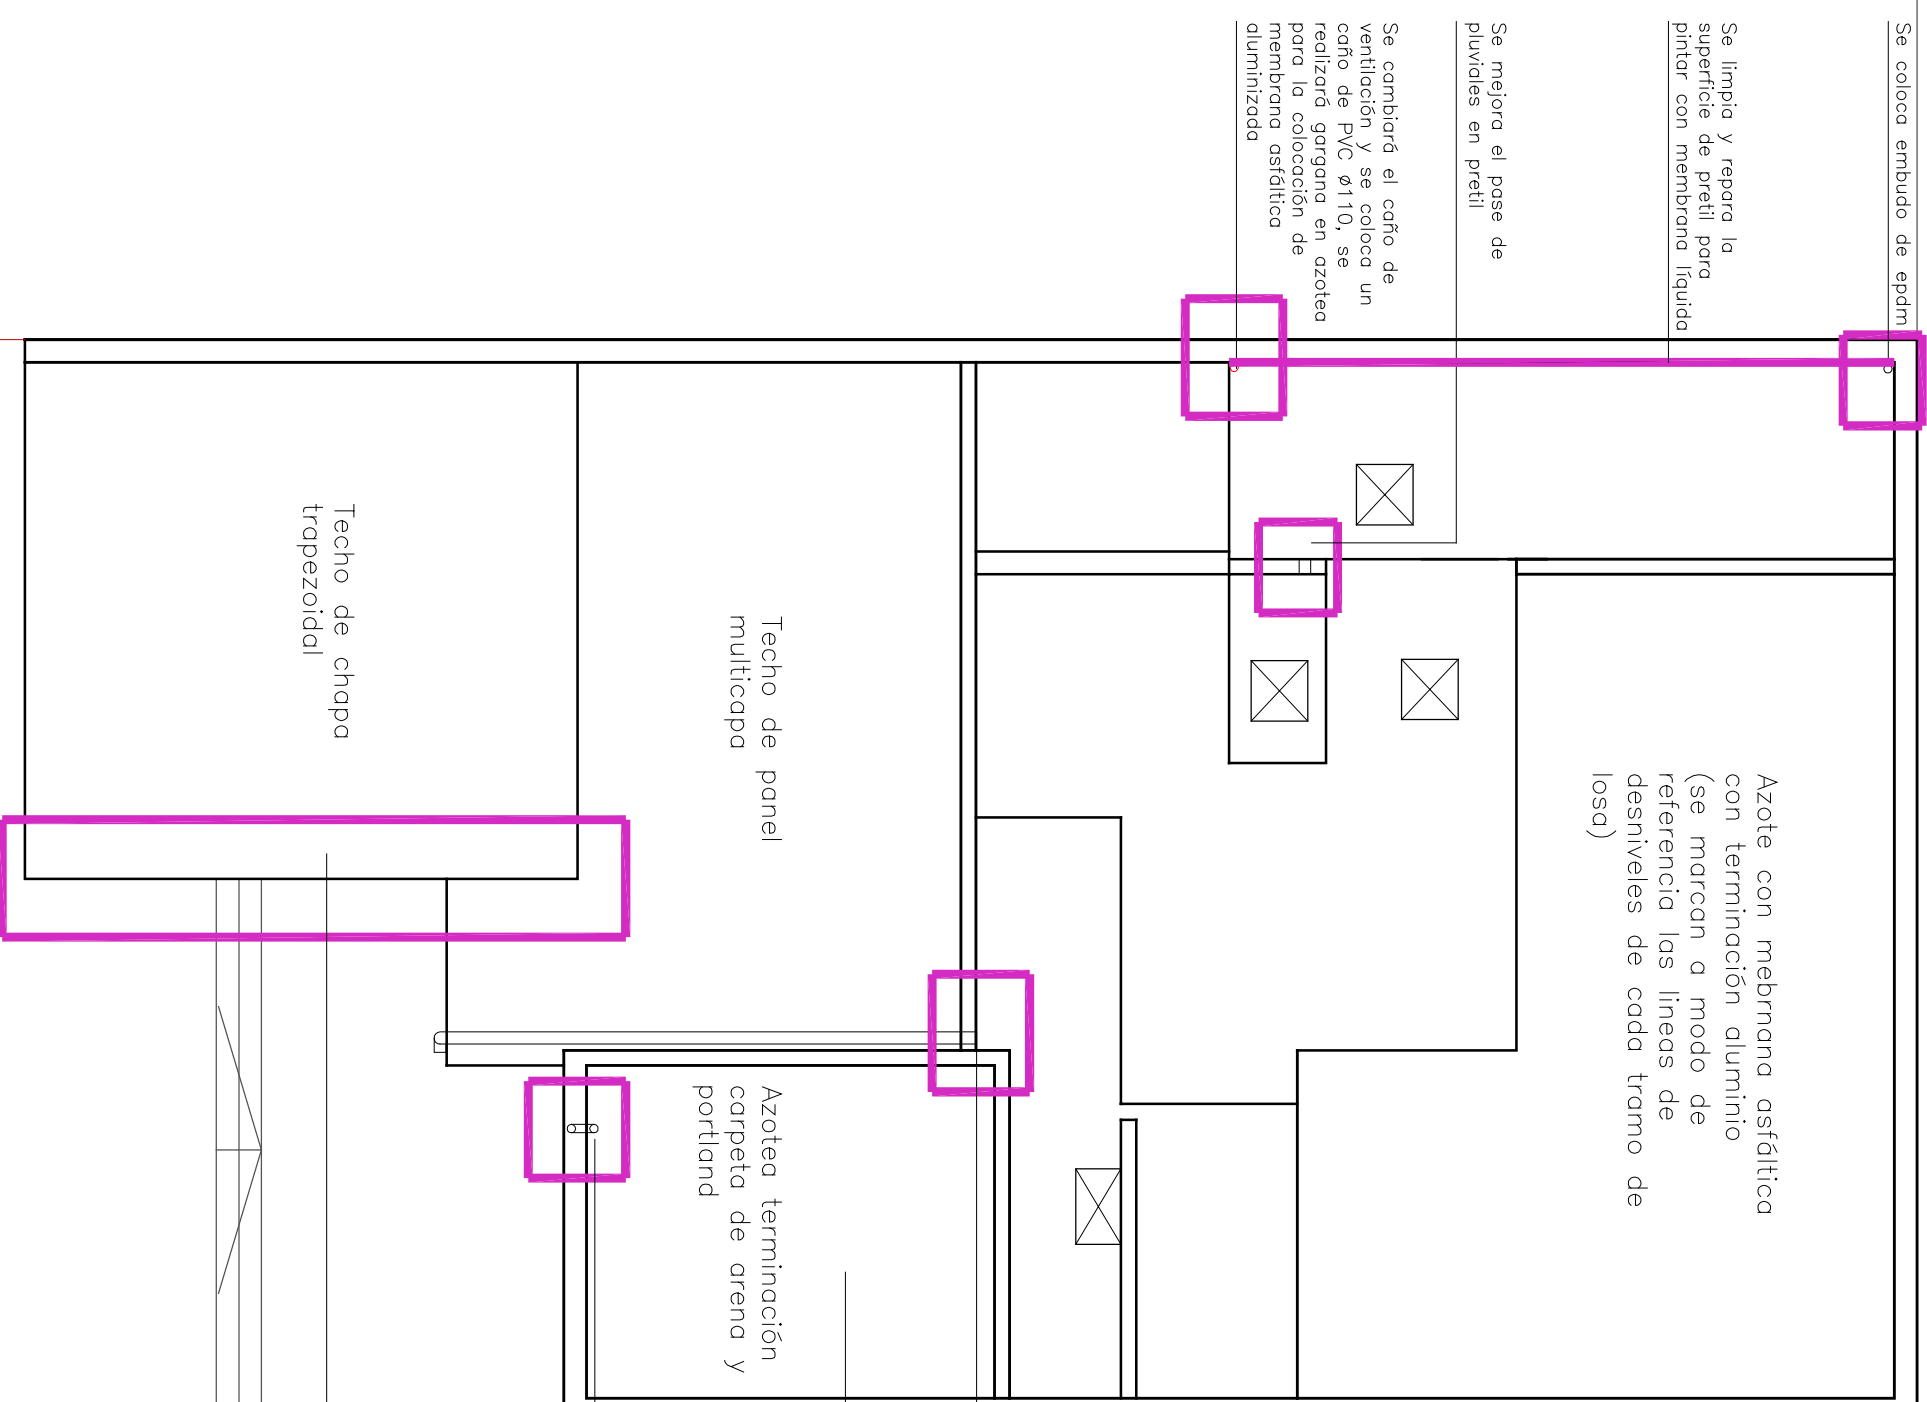 Se coloca embudo de epdm
Se limpia y repara la
superficie de pretil para
pintar con membrana líquida
Se mejora el pase de
pluviales en pretil
Se cambiará el caño de
ventilación y se coloca un
caño de PVC ø110, se
realizará gargana en azotea
para la colocación de
membrana asfáltica
aluminizada
Azote con mebrnana asfáltica
con terminación aluminio
(se marcan a modo de
referencia las lineas de
desniveles de cada tramo de
losa)
Techo de panel
multicapa
Techo de chapa
trapezoidal
Azotea terminación
carpeta de arena y
portland